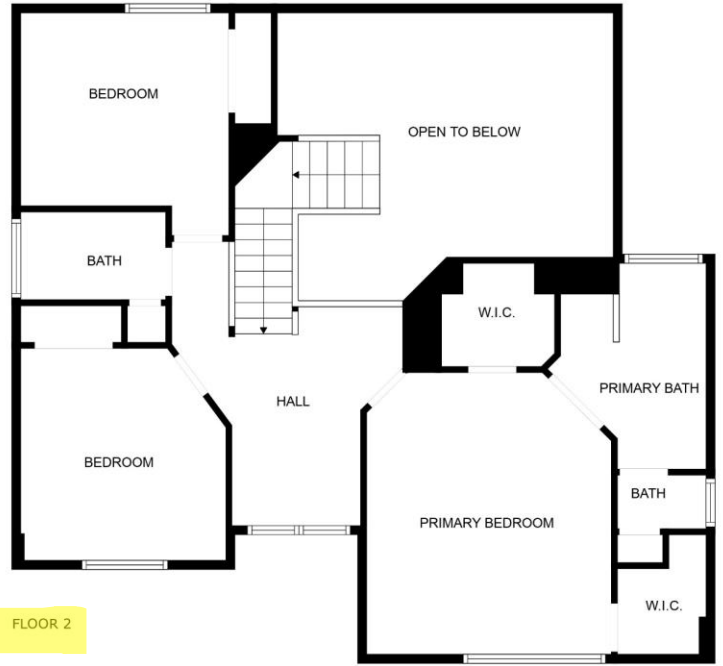 BEDROOM
OPEN TO BELOW
BATH
W.I.C.
PRIMARY BATH
HALL
BEDROOM
BATH
PRIMARY BEDROOM
W.I.C.
FLOOR 2